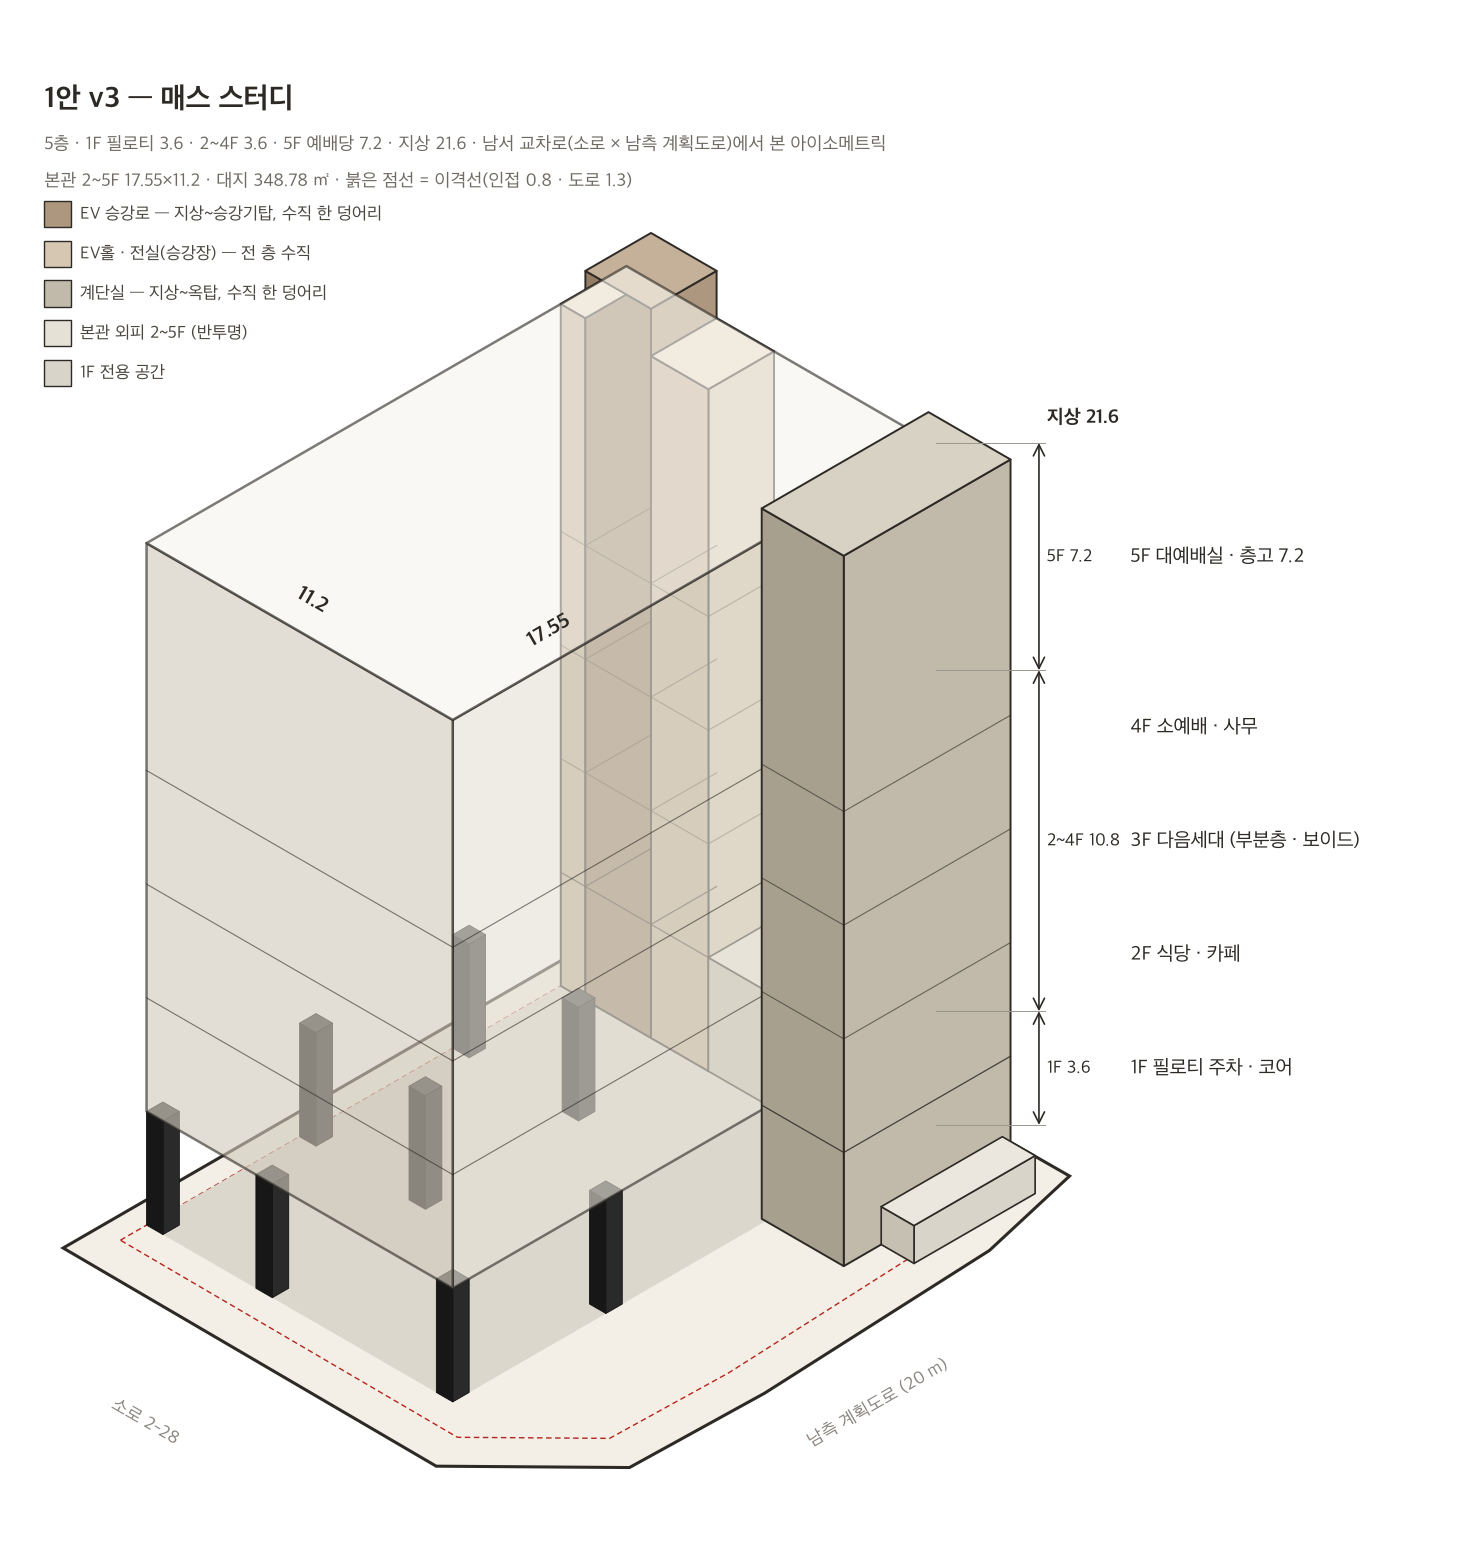 1안 v3 — 매스 스터디
5층 · 1F 필로티 3.6 · 2~4F 3.6 · 5F 예배당 7.2 · 지상 21.6 · 남서 교차로(소로 × 남측 계획도로)에서 본 아이소메트릭
본관 2~5F 17.55×11.2 · 대지 348.78 ㎡ · 붉은 점선 = 이격선(인접 0.8 · 도로 1.3)
EV 승강로 — 지상~승강기탑, 수직 한 덩어리
EV홀 · 전실(승강장) — 전 층 수직
계단실 — 지상~옥탑, 수직 한 덩어리
본관 외피 2~5F (반투명)
1F 전용 공간
지상 21.6
5F 7.2
5F 대예배실 · 층고 7.2
11.2
17.55
4F 소예배 · 사무
2~4F 10.8
3F 다음세대 (부분층 · 보이드)
2F 식당 · 카페
1F 3.6
1F 필로티 주차 · 코어
소로 2-28
남측 계획도로 (20 m)